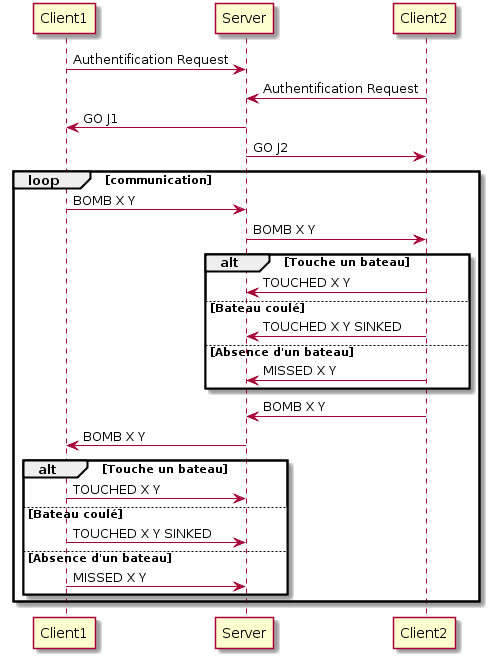 Client1 Server Client2
Authentification Request
Authentification Request
GO J1
GO J2
loop [communication]
BOMB X Y
BOMB X Y
alt [Touche un bateau]
TOUCHED X Y
[Bateau coulé]
TOUCHED X Y SINKED
[Absence d'un bateau]
MISSED X Y
BOMB X Y
BOMB X Y
alt [Touche un bateau]
TOUCHED X Y
[Bateau coulé]
TOUCHED X Y SINKED
[Absence d'un bateau]
MISSED X Y
Client1 Server Client2